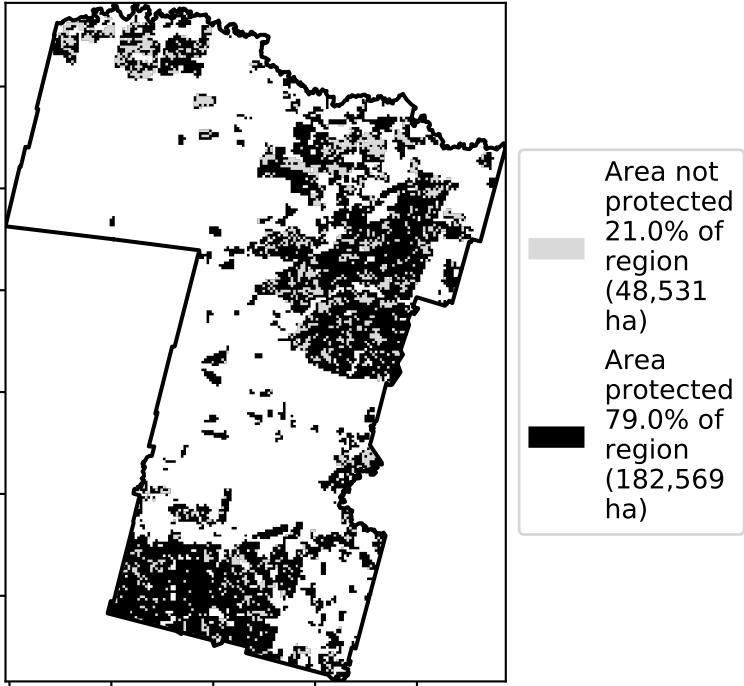 Area not
protected
21.0% of
region
(48,531
ha)
Area
protected
79.0% of
region
(182,569
ha)